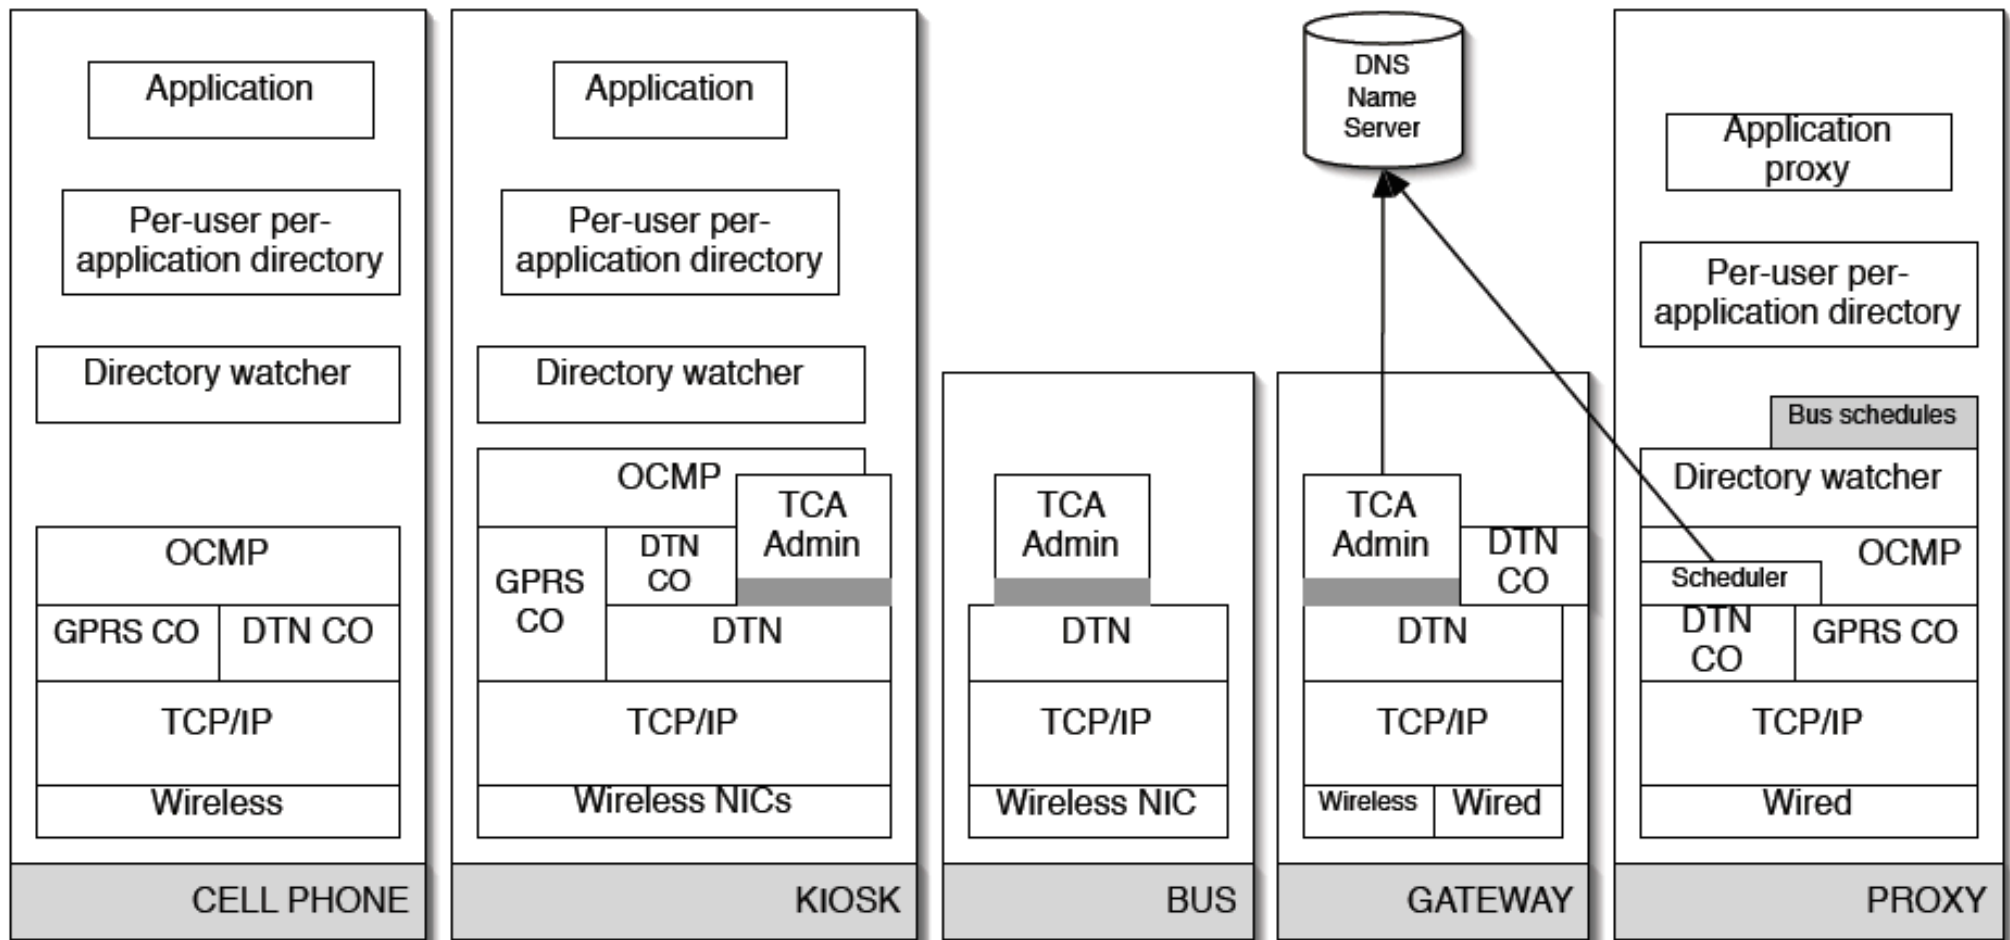 Application
Per-user per-
application directory
Directory watcher
OCMP
GPRS CO
DTN CO
TCP/IP
Wireless
CELL PHONE
Application
Per-user per-
application directory
Directory watcher
OCMP
TCA
Admin
GPRS
CO
DTN
CO
DTN
TCP/IP
Wireless NICs
KIOSK
TCA
Admin
DTN
TCP/IP
Wireless NIC
BUS
DNS
Name
Server
TCA
Admin
DTN
CO
DTN
TCP/IP
Wireless
Wired
GATEWAY
Application
proxy
Per-user per-
application directory
Bus schedules
Directory watcher
OCMP
Scheduler
DTN
CO
GPRS CO
TCP/IP
Wired
PROXY